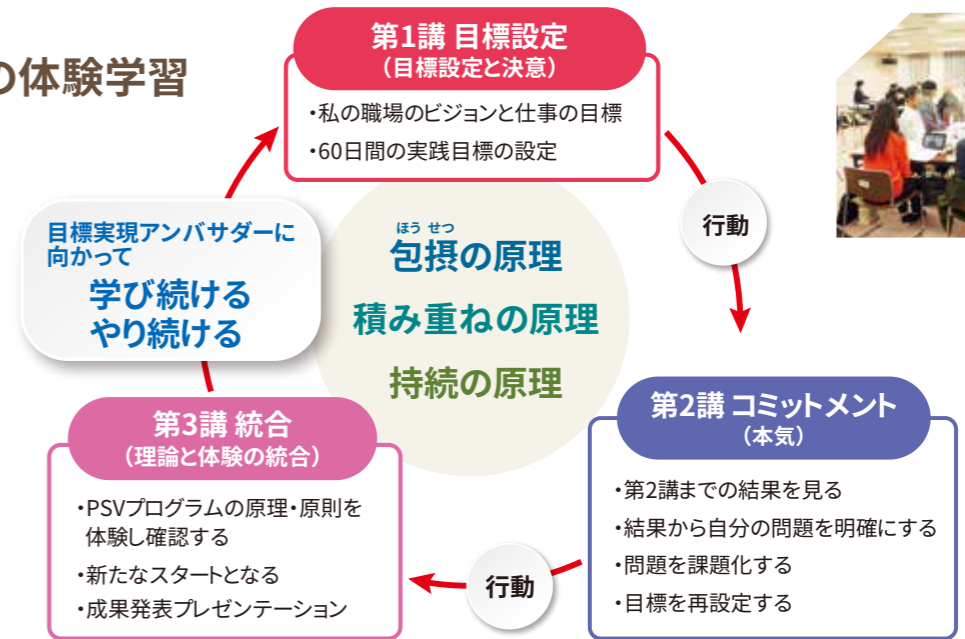 の体験学習
第1講 目標設定
（目標設定と決意）
・私の職場のビジョンと仕事の目標
・60日間の実践目標の設定
行動
目標実現アンバサダーに
向かって
学び続ける
やり続ける
ほう せつ
包摂の原理
積み重ねの原理
持続の原理
第2講 コミットメント
（本気）
・第2講までの結果を見る
・結果から自分の問題を明確にする
・問題を課題化する
・目標を再設定する
行動
第3講 統合
（理論と体験の統合）
・PSVプログラムの原理・原則を
体験し確認する
・新たなスタートとなる
・成果発表プレゼンテーション